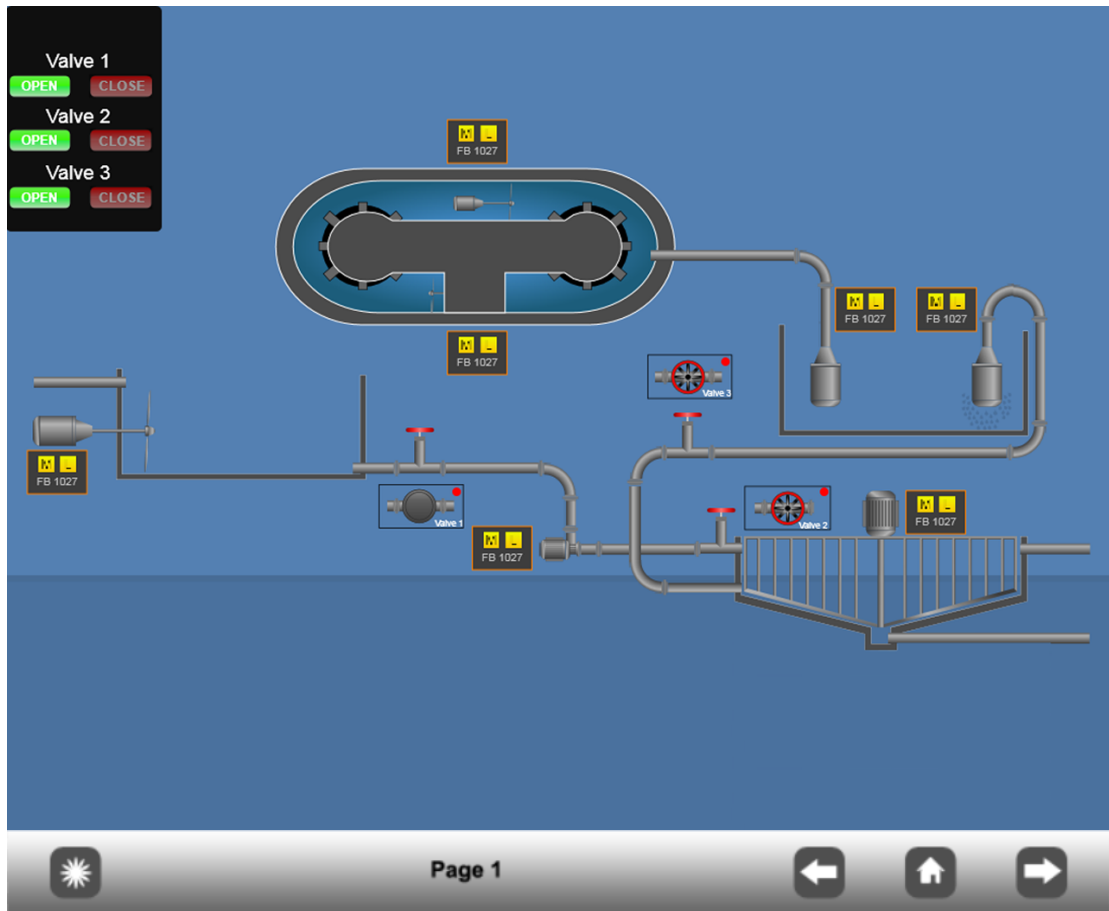 Valve 1
OPEN CLOSE
Valve 2
OPEN CLOSE
Valve 3
OPEN CLOSE
M L
FB 1027
M L
FB 1027
M L
FB 1027
M L
FB 1027
Valve 3
M L
FB 1027
Valve 1
Valve 2
M L
FB 1027
M L
FB 1027
Page 1